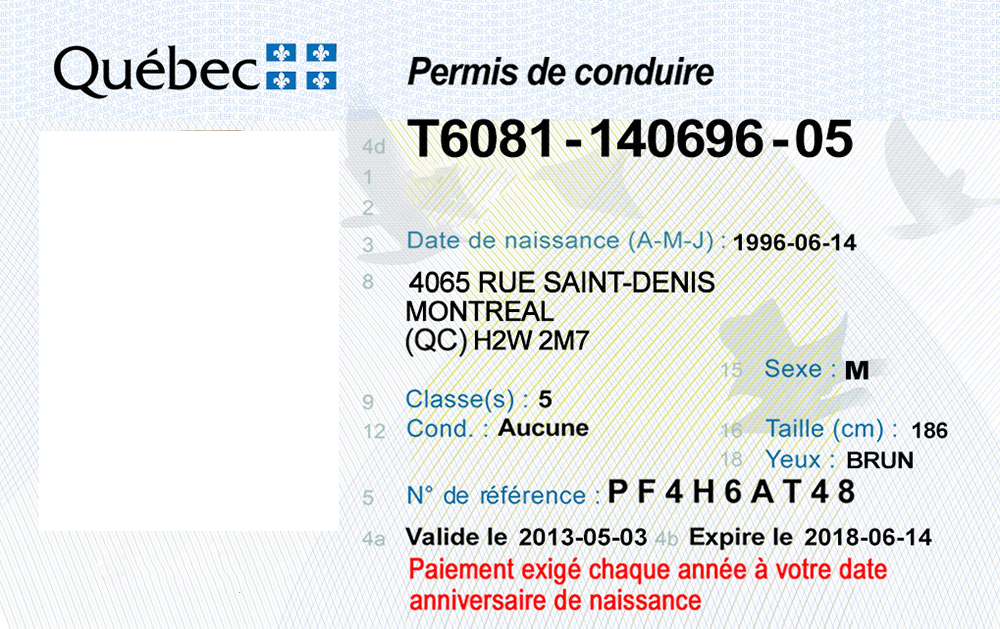 Québec
Permis de conduire
4d T6081-140696-05
1
2
3 Date de naissance (A-M-J) : 1996-06-14
8 4065 RUE SAINT-DENIS
MONTREAL
(QC) H2W 2M7
15 Sexe : M
9 Classe(s) : 5
12 Cond. : Aucune
16 Taille (cm) : 186
18 Yeux : BRUN
5 N° de référence : P F 4 H 6 A T 4 8
4a Valide le 2013-05-03 4b Expire le 2018-06-14
Paiement exigé chaque année à votre date
anniversaire de naissance